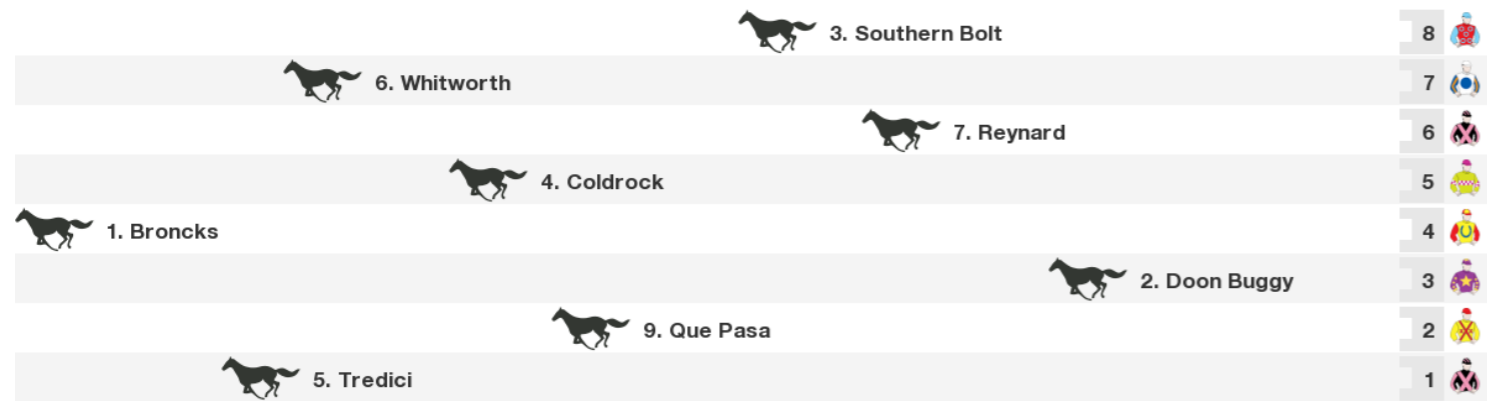 3. Southern Bolt 8
6. Whitworth 7
7. Reynard 6
4. Coldrock 5
1. Broncks 4
2. Doon Buggy 3
9. Que Pasa 2
5. Tredici 1